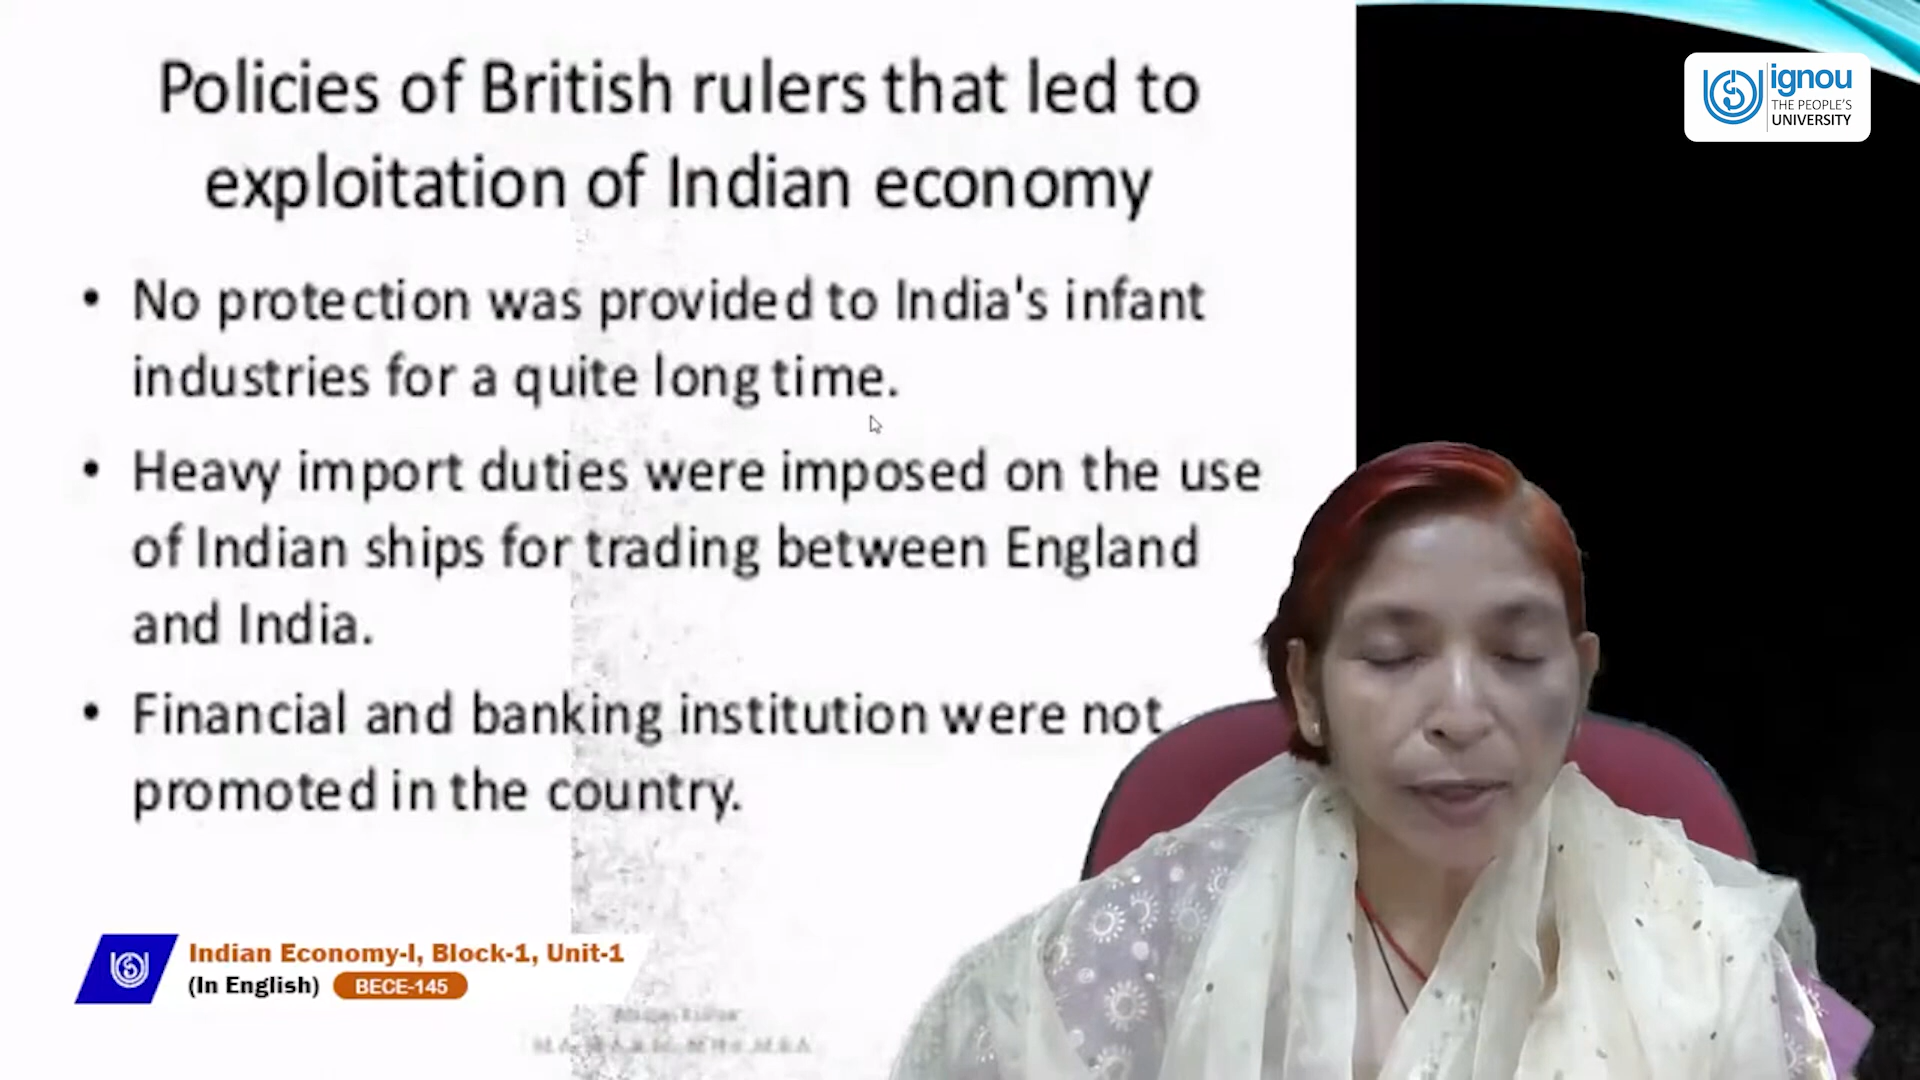 Policies of British rulers that led to
exploitation of Indian economy
• No protection was provided to India's infant
industries for a quite long time.
• Heavy import duties were imposed on the use
of Indian ships for trading between England
and India.
• Financial and banking institution were not
promoted in the country.
ignou
THE PEOPLE'S
UNIVERSITY
Indian Economy-I, Block-1, Unit-1
(In English) BECE-145